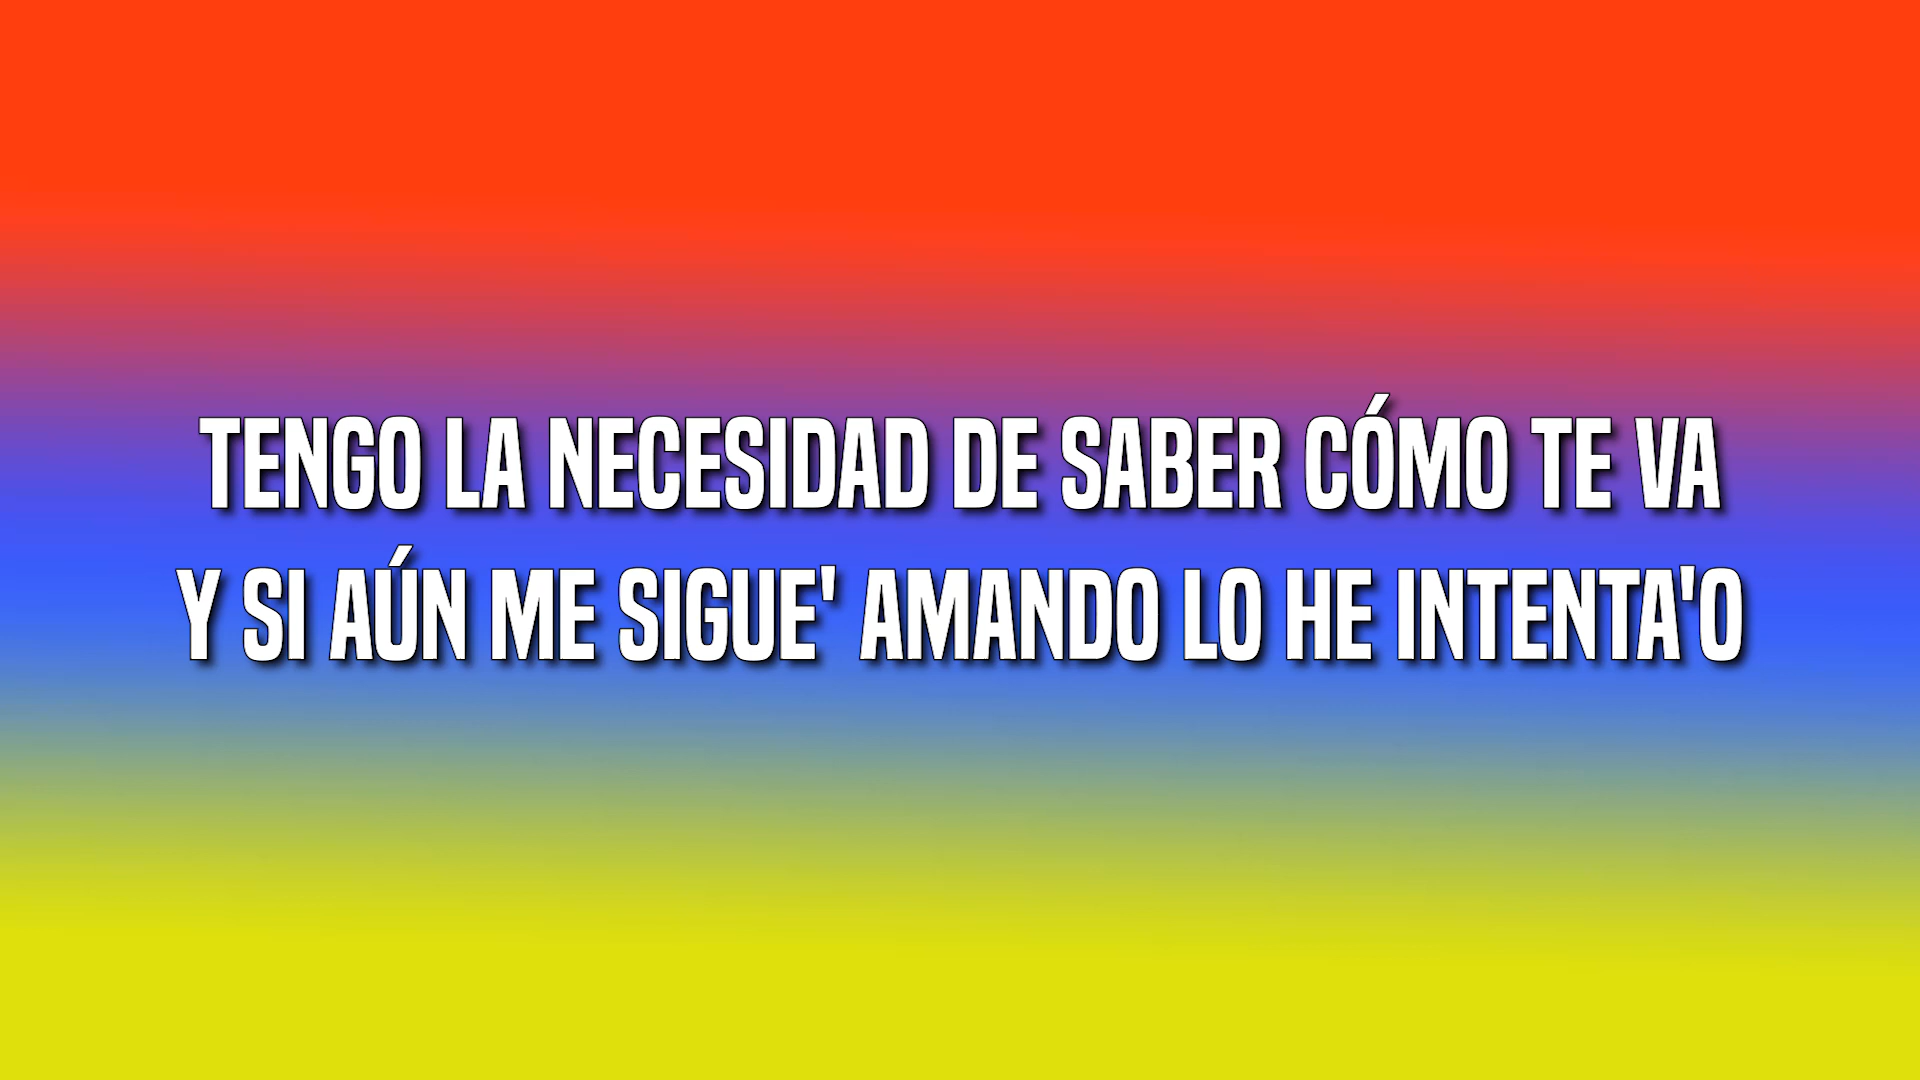 TENGO LA NECESIDAD DE SABER CÓMO TE VA
Y SI AÚN ME SIGUE' AMANDO LO HE INTENTA'O